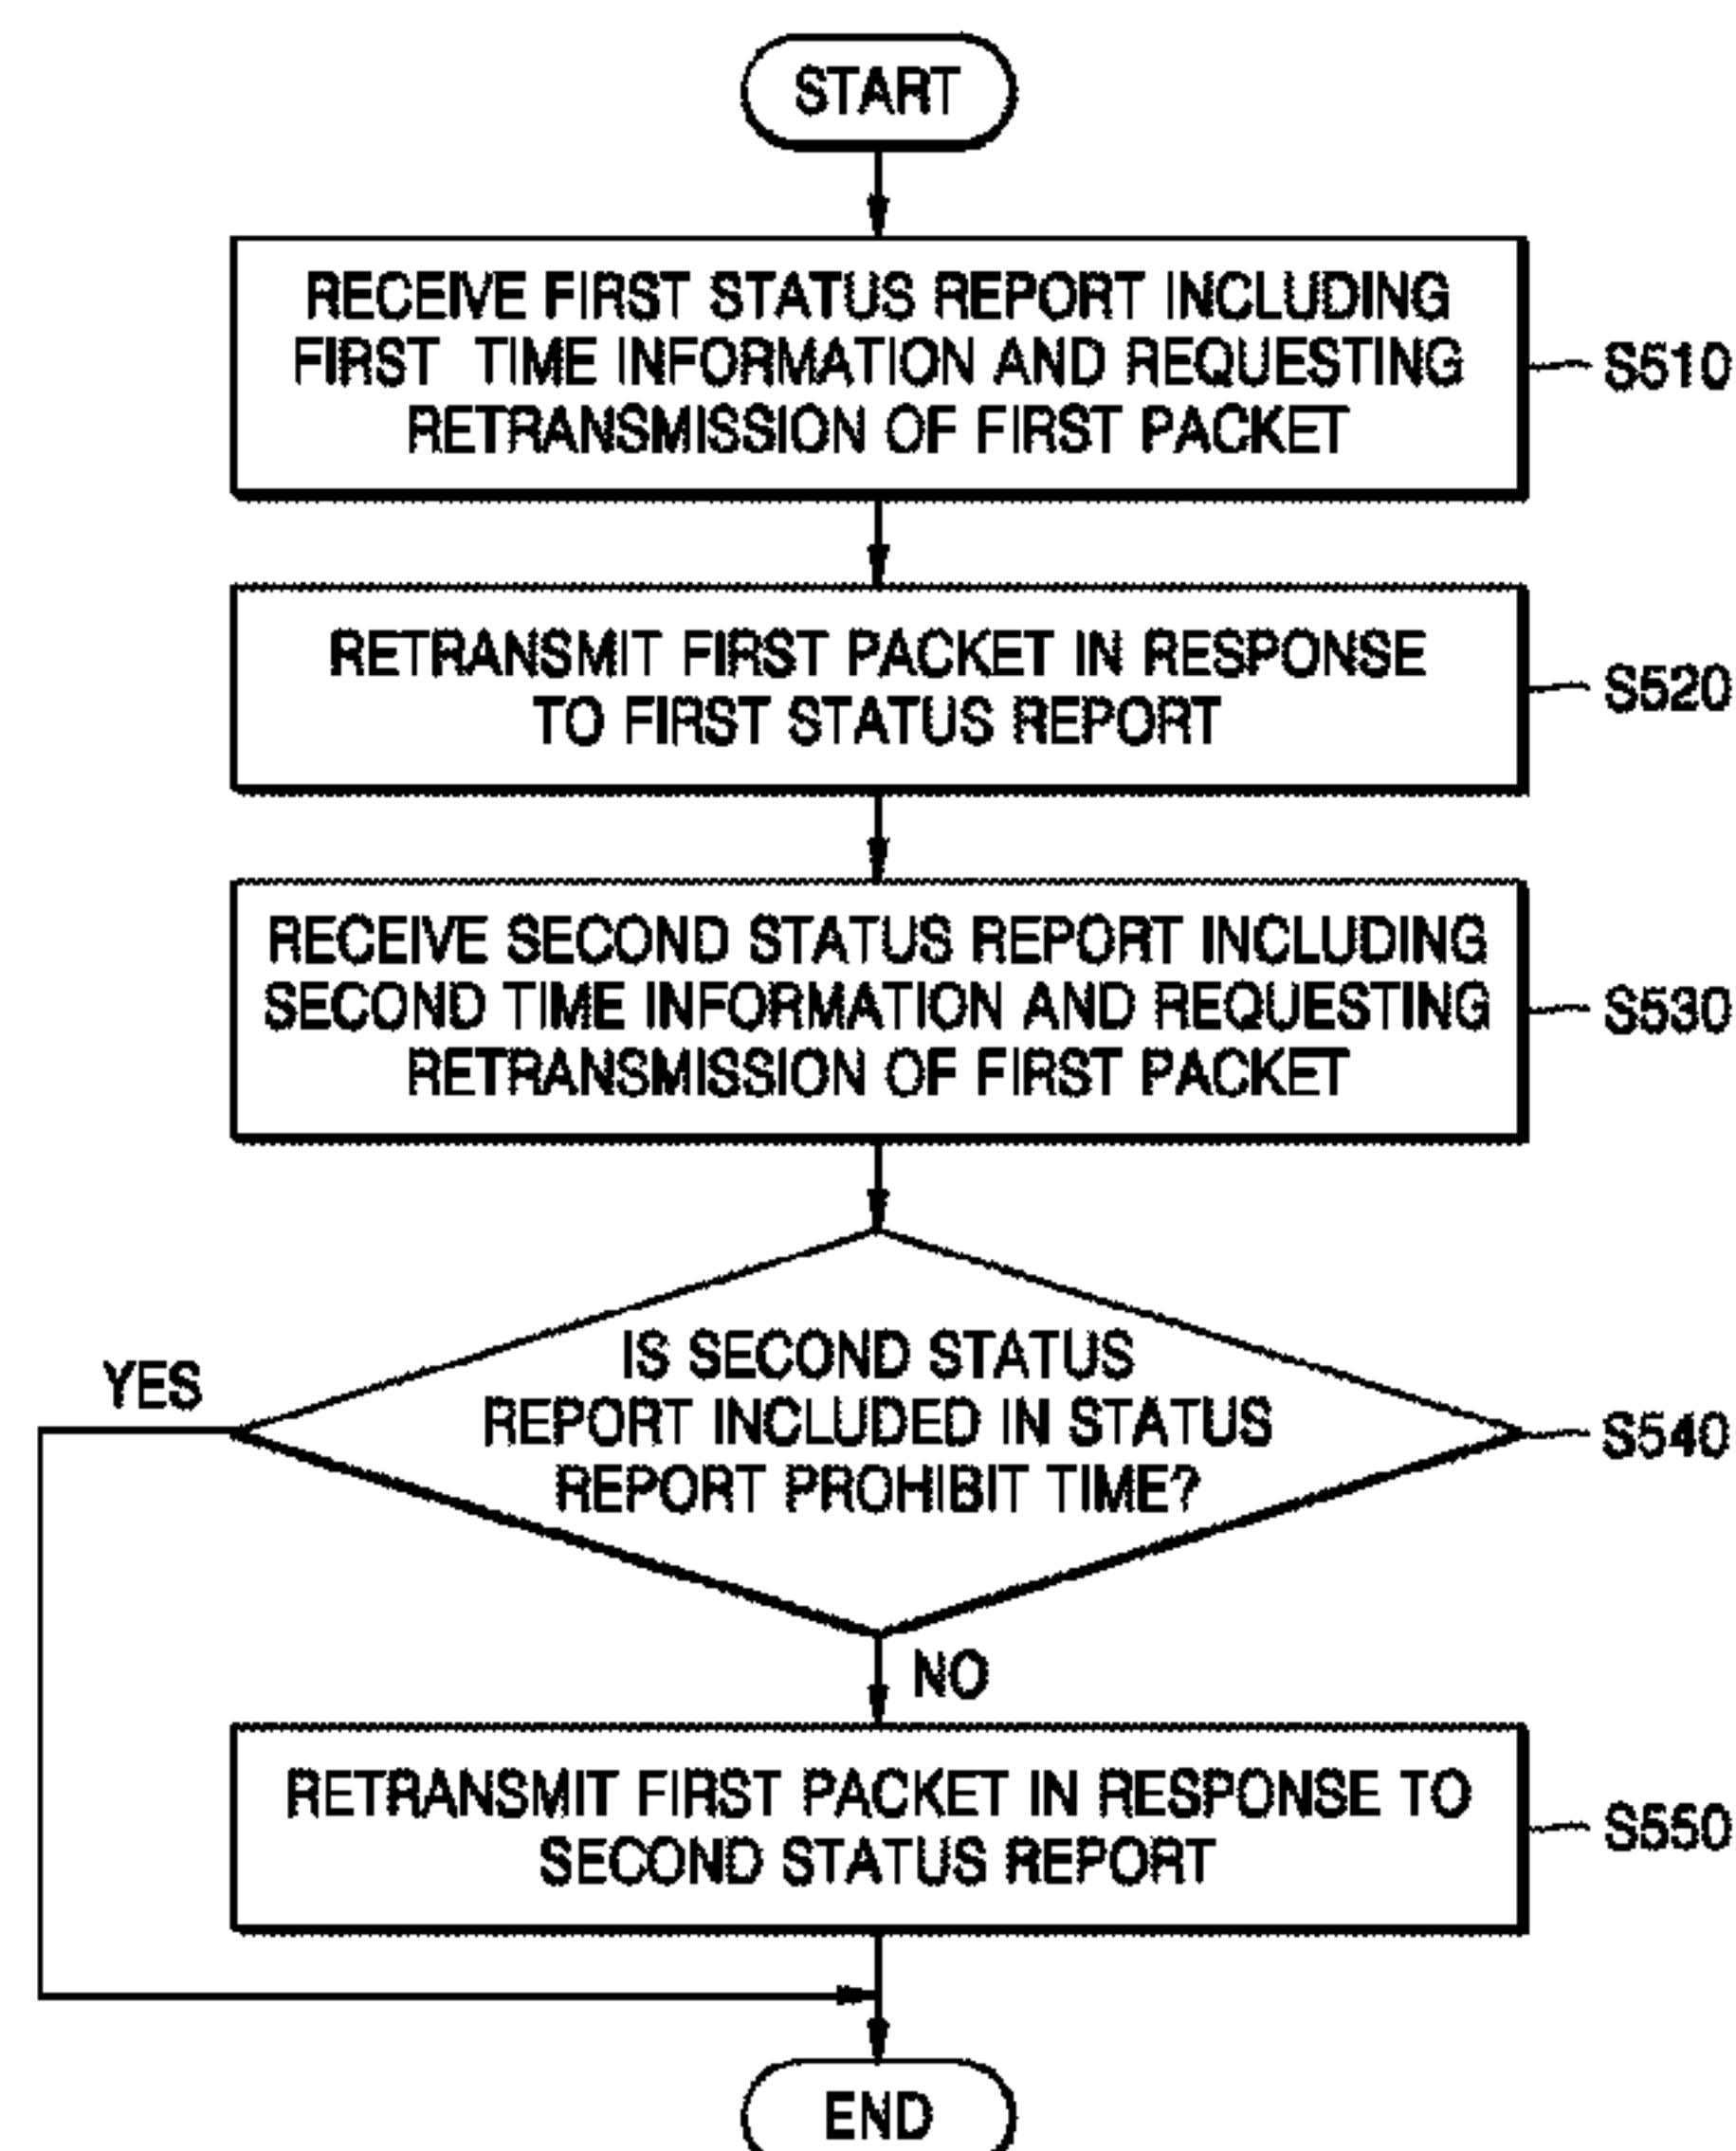 START
RECEIVE FIRST STATUS REPORT INCLUDING
FIRST TIME INFORMATION AND REQUESTING
RETRANSMISSION OF FIRST PACKET
S510
RETRANSMIT FIRST PACKET IN RESPONSE
TO FIRST STATUS REPORT
S520
RECEIVE SECOND STATUS REPORT INCLUDING
SECOND TIME INFORMATION AND REQUESTING
RETRANSMISSION OF FIRST PACKET
S530
IS SECOND STATUS
REPORT INCLUDED IN STATUS
REPORT PROHIBIT TIME?
S540
YES
NO
RETRANSMIT FIRST PACKET IN RESPONSE TO
SECOND STATUS REPORT
S550
END